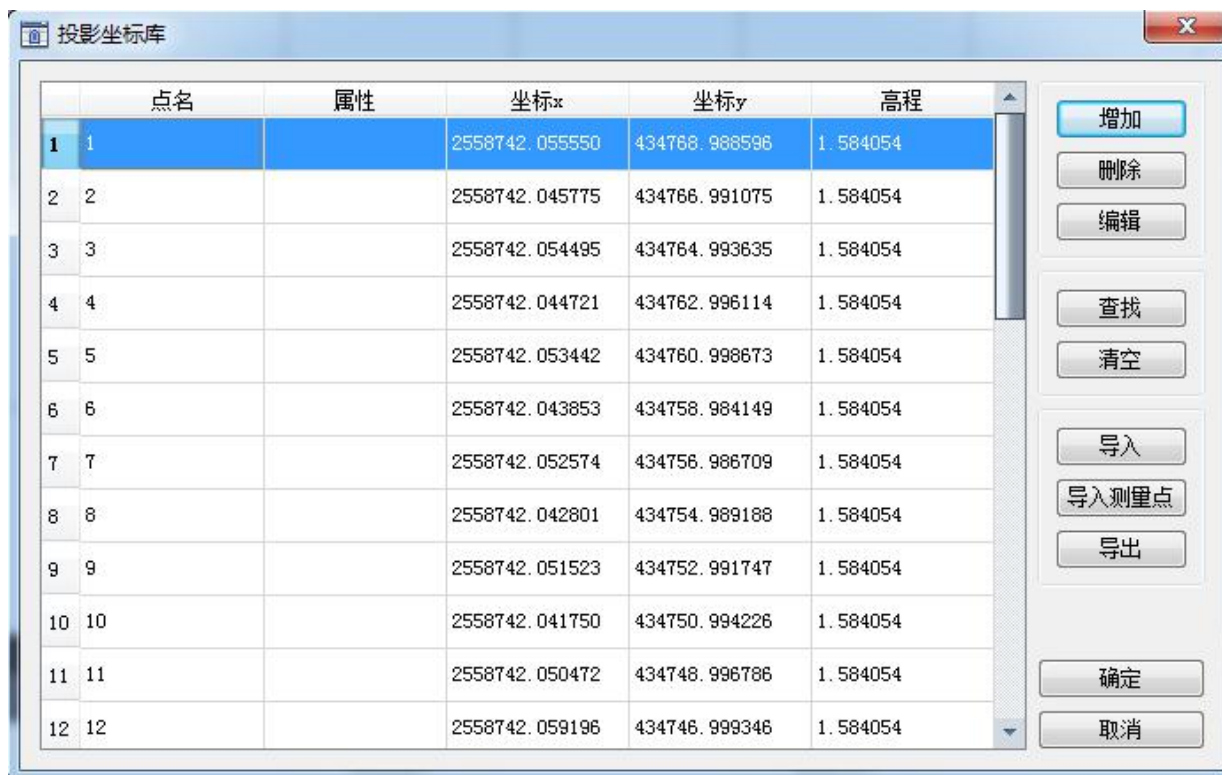 投影坐标库
点名 属性 坐标x 坐标y 高程
1 1 2558742.055550 434768.988596 1.584054
2 2 2558742.045775 434766.991075 1.584054
3 3 2558742.054495 434764.993635 1.584054
4 4 2558742.044721 434762.996114 1.584054
5 5 2558742.053442 434760.998673 1.584054
6 6 2558742.043853 434758.984149 1.584054
7 7 2558742.052574 434756.986709 1.584054
8 8 2558742.042801 434754.989188 1.584054
9 9 2558742.051523 434752.991747 1.584054
10 10 2558742.041750 434750.994226 1.584054
11 11 2558742.050472 434748.996786 1.584054
12 12 2558742.059196 434746.999346 1.584054
增加
删除
编辑
查找
清空
导入
导入测量点
导出
确定
取消